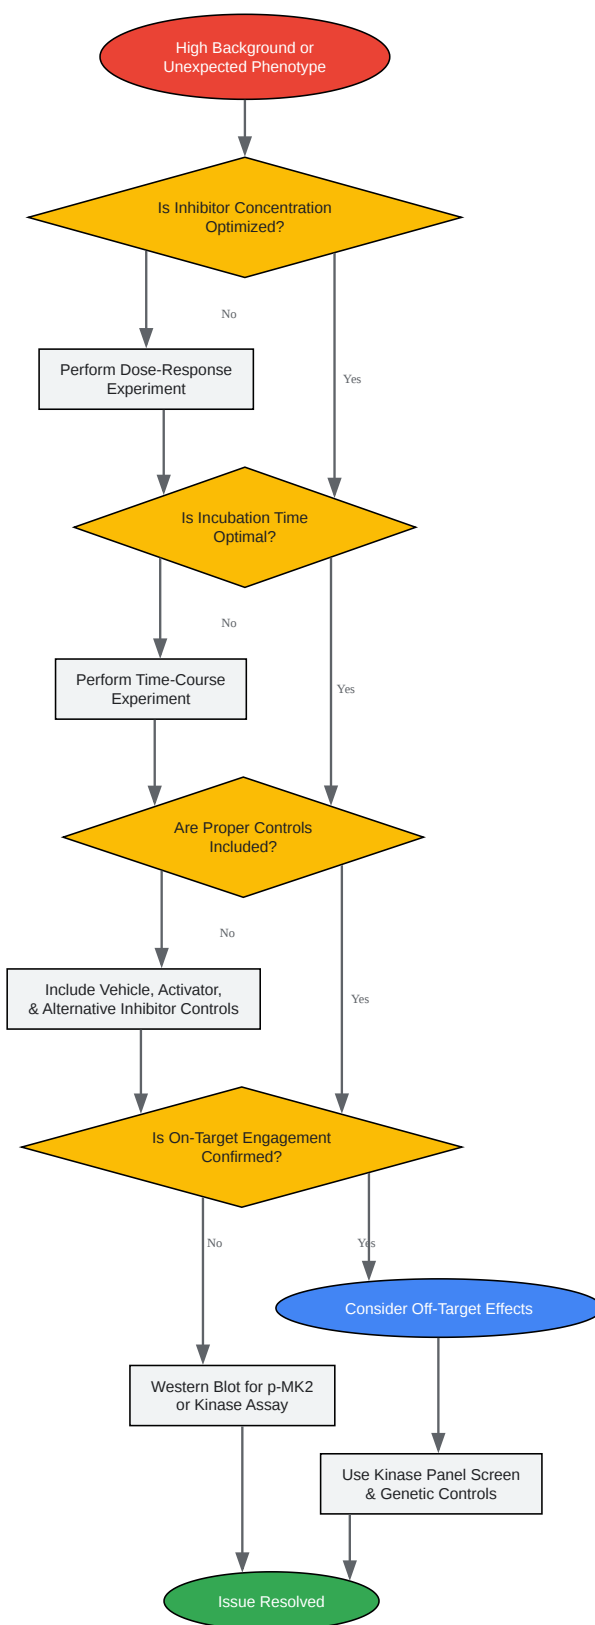 High Background or
Unexpected Phenotype
Is Inhibitor Concentration
Optimized?
No
Perform Dose-Response
Experiment
Yes
Is Incubation Time
Optimal?
No
Perform Time-Course
Experiment
Yes
Are Proper Controls
Included?
No
Include Vehicle, Activator,
& Alternative Inhibitor Controls
Yes
Is On-Target Engagement
Confirmed?
No
Yes
Consider Off-Target Effects
Western Blot for p-MK2
or Kinase Assay
Use Kinase Panel Screen
& Genetic Controls
Issue Resolved